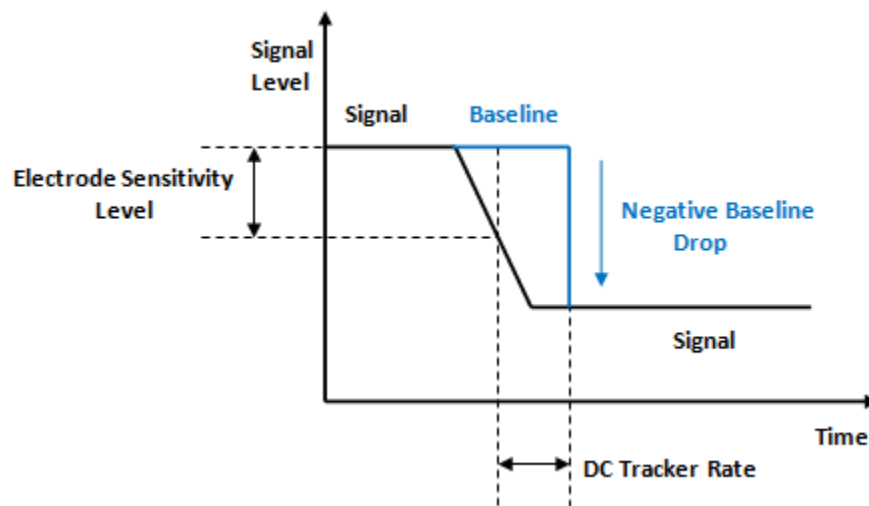 Signal
Level
Signal
Baseline
Electrode Sensitivity
Level
Negative Baseline
Drop
Signal
Time
DC Tracker Rate